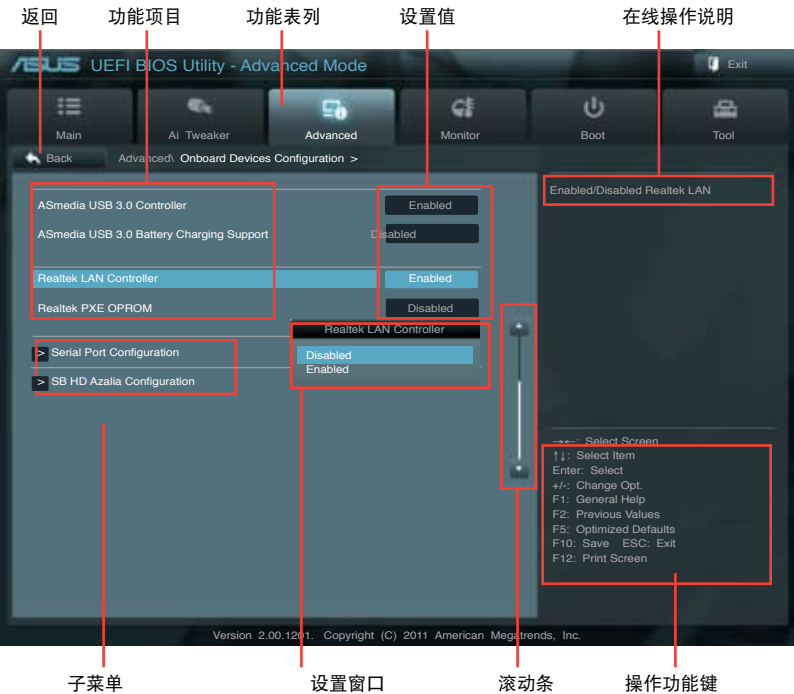 返回 功能项目 功能表列 设置值 在线操作说明
ASUS UEFI BIOS Utility - Advanced Mode Exit
Main Ai Tweaker Advanced Monitor Boot Tool
Back Advanced\ Onboard Devices Configuration >
Enabled/Disabled Realtek LAN
ASmedia USB 3.0 Controller Enabled
ASmedia USB 3.0 Battery Charging Support Disabled
Realtek LAN Controller Enabled
Realtek PXE OPROM Disabled
Realtek LAN Controller
> Serial Port Configuration
Disabled
Enabled
> SB HD Azalia Configuration
→←: Select Screen
↑↓: Select Item
Enter: Select
+/-: Change Opt.
F1: General Help
F2: Previous Values
F5: Optimized Defaults
F10: Save ESC: Exit
F12: Print Screen
Version 2.00.1201. Copyright (C) 2011 American Megatrends, Inc.
子菜单 设置窗口 滚动条 操作功能键